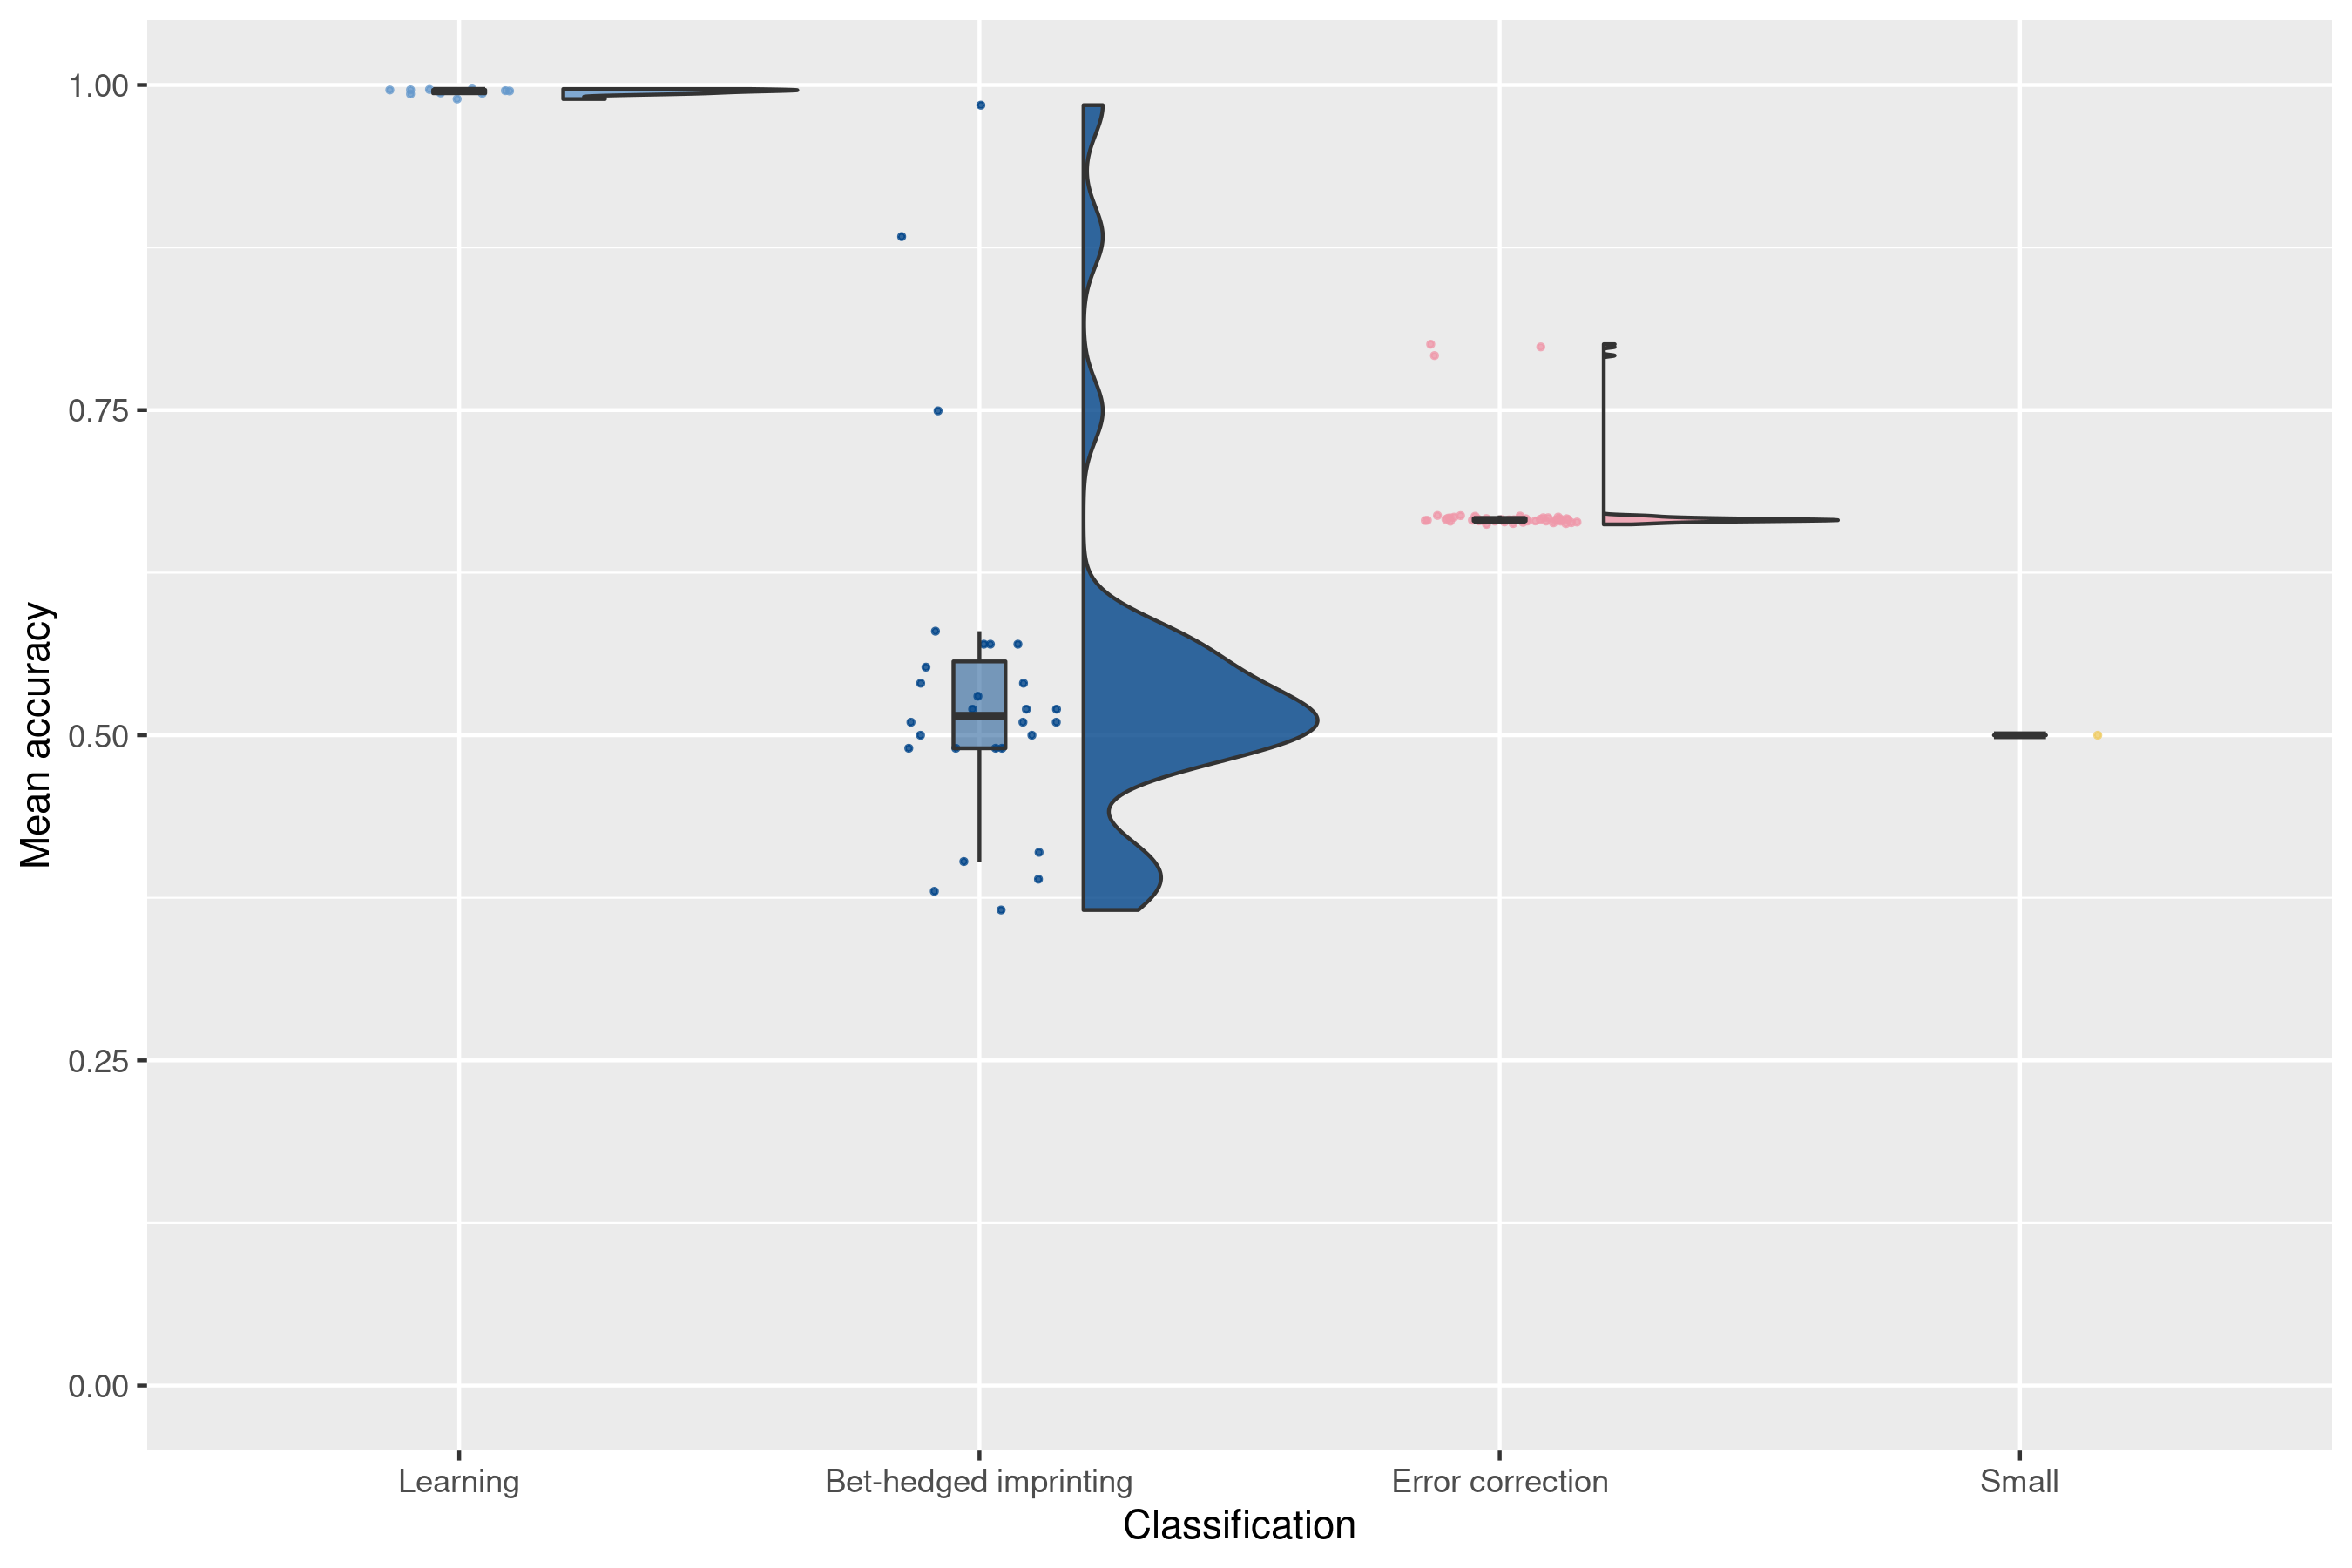 1.00
0.75
0.50
0.25
0.00
Mean accuracy
Learning
Bet-hedged imprinting
Error correction
Small
Classification